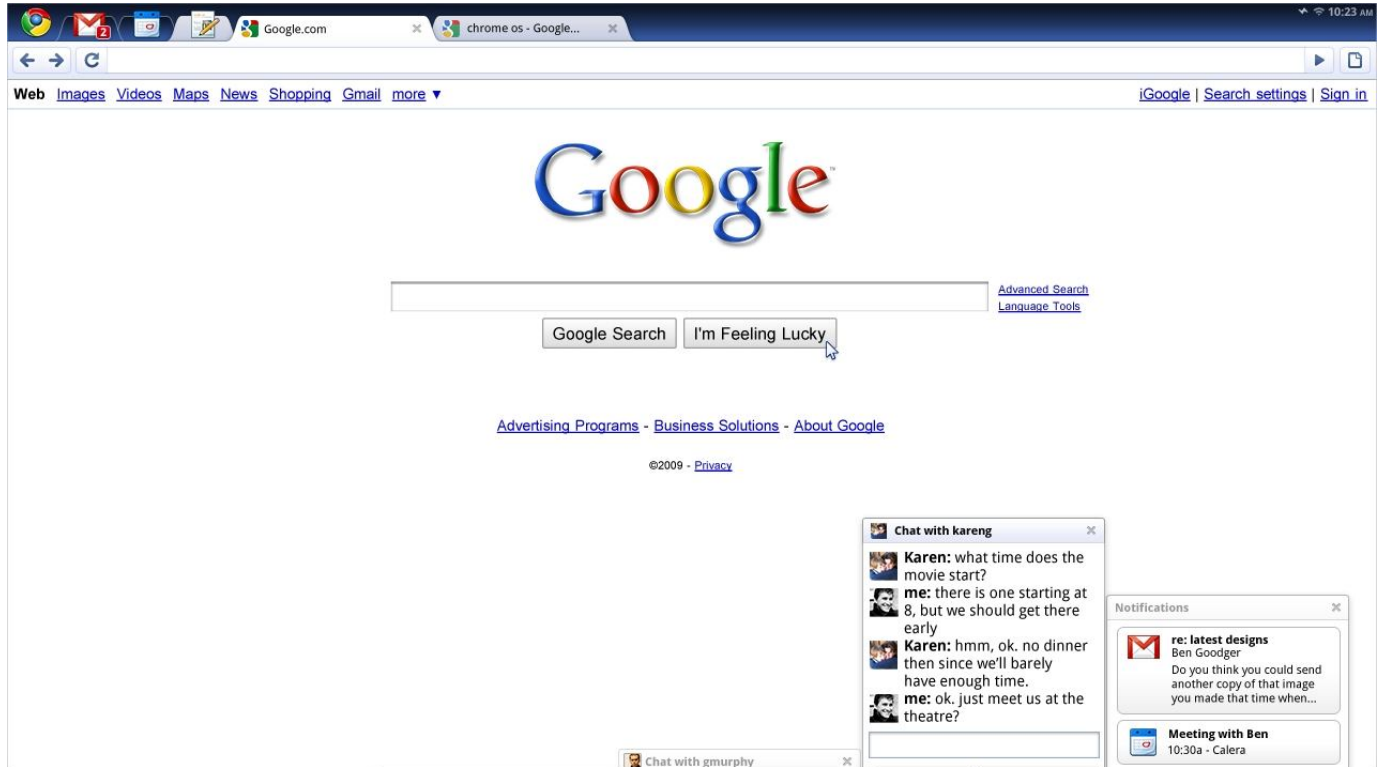 2
Google.com
chrome os - Google...
10:23 AM
Web Images Videos Maps News Shopping Gmail more ▼
iGoogle | Search settings | Sign in
Google™
Advanced Search
Language Tools
Google Search
I'm Feeling Lucky
Advertising Programs - Business Solutions - About Google
©2009 - Privacy
Chat with gmurphy
Chat with kareng
Karen: what time does the
movie start?
me: there is one starting at
8, but we should get there
early
Karen: hmm, ok. no dinner
then since we'll barely
have enough time.
me: ok. just meet us at the
theatre?
Notifications
re: latest designs
Ben Goodger
Do you think you could send
another copy of that image
you made that time when...
Meeting with Ben
10:30a - Calera